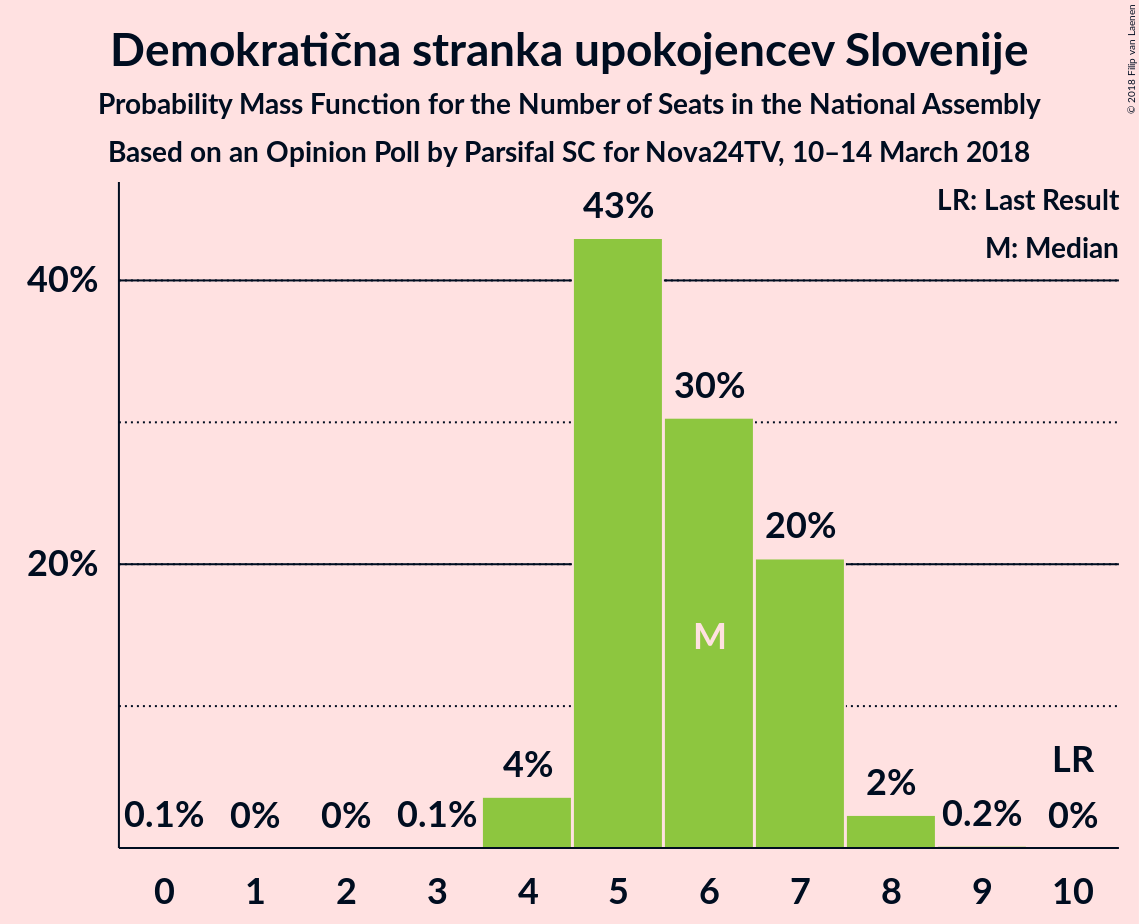 Demokratična stranka upokojencev Slovenije
Probability Mass Function for the Number of Seats in the National Assembly
Based on an Opinion Poll by Parsifal SC for Nova24TV, 10–14 March 2018
© 2018 Filip van Laenen
LR: Last Result
M: Median
43%
40%
30%
20%
20%
M
LR
4%
2%
0.1% 0% 0% 0.1% 0.2% 0%
0 1 2 3 4 5 6 7 8 9 10